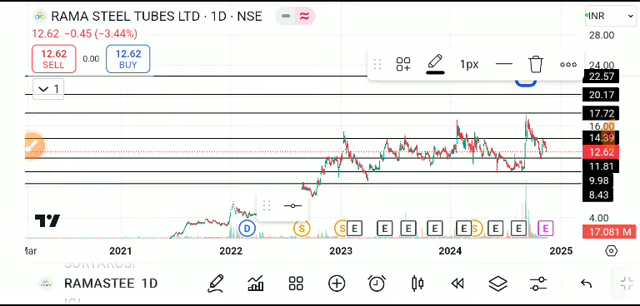 RAMA STEEL TUBES LTD · 1D · NSE
INR
12.62 −0.45 (−3.44%)
28.00
24.00
12.62
SELL
0.00
12.62
BUY
1px
1
22.57
20.17
17.72
16.00
14.39
12.62
11.81
9.98
8.43
4.00
17.081 M
D
S
S
E
E
E
E
E
S
E
E
E
Mar
2021
2022
2023
2024
2025
RAMASTEE 1D